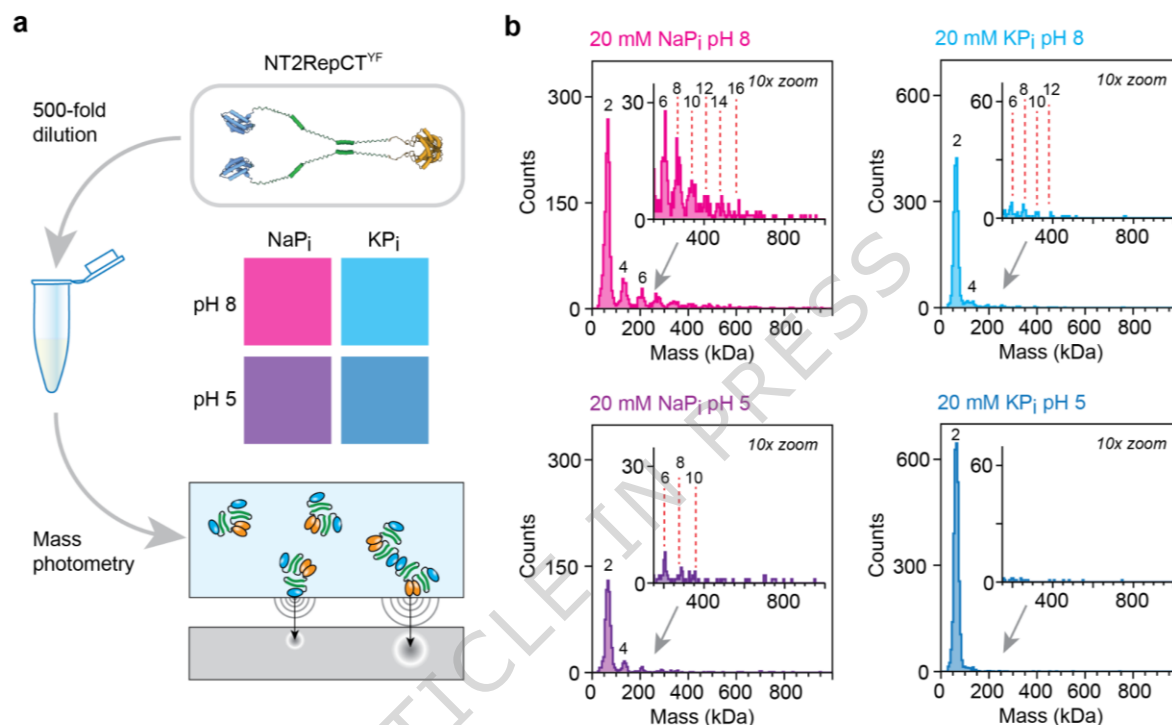 a
NT2RepCT^YF
500-fold
dilution
NaPi
KPi
pH 8
pH 5
Mass
photometry
b
20 mM NaPi pH 8
Counts
300
150
0
2
4
6
10x zoom
30
0
6
8
10
12
14
16
400
800
0
200
400
600
800
Mass (kDa)
20 mM KPi pH 8
Counts
600
300
0
2
4
10x zoom
60
0
6
8
10
12
400
800
0
200
400
600
800
Mass (kDa)
20 mM NaPi pH 5
Counts
300
150
0
2
4
10x zoom
30
0
6
8
10
400
800
0
200
400
600
800
Mass (kDa)
20 mM KPi pH 5
Counts
600
300
0
2
10x zoom
60
0
400
800
0
200
400
600
800
Mass (kDa)
TICLE IN PRESS